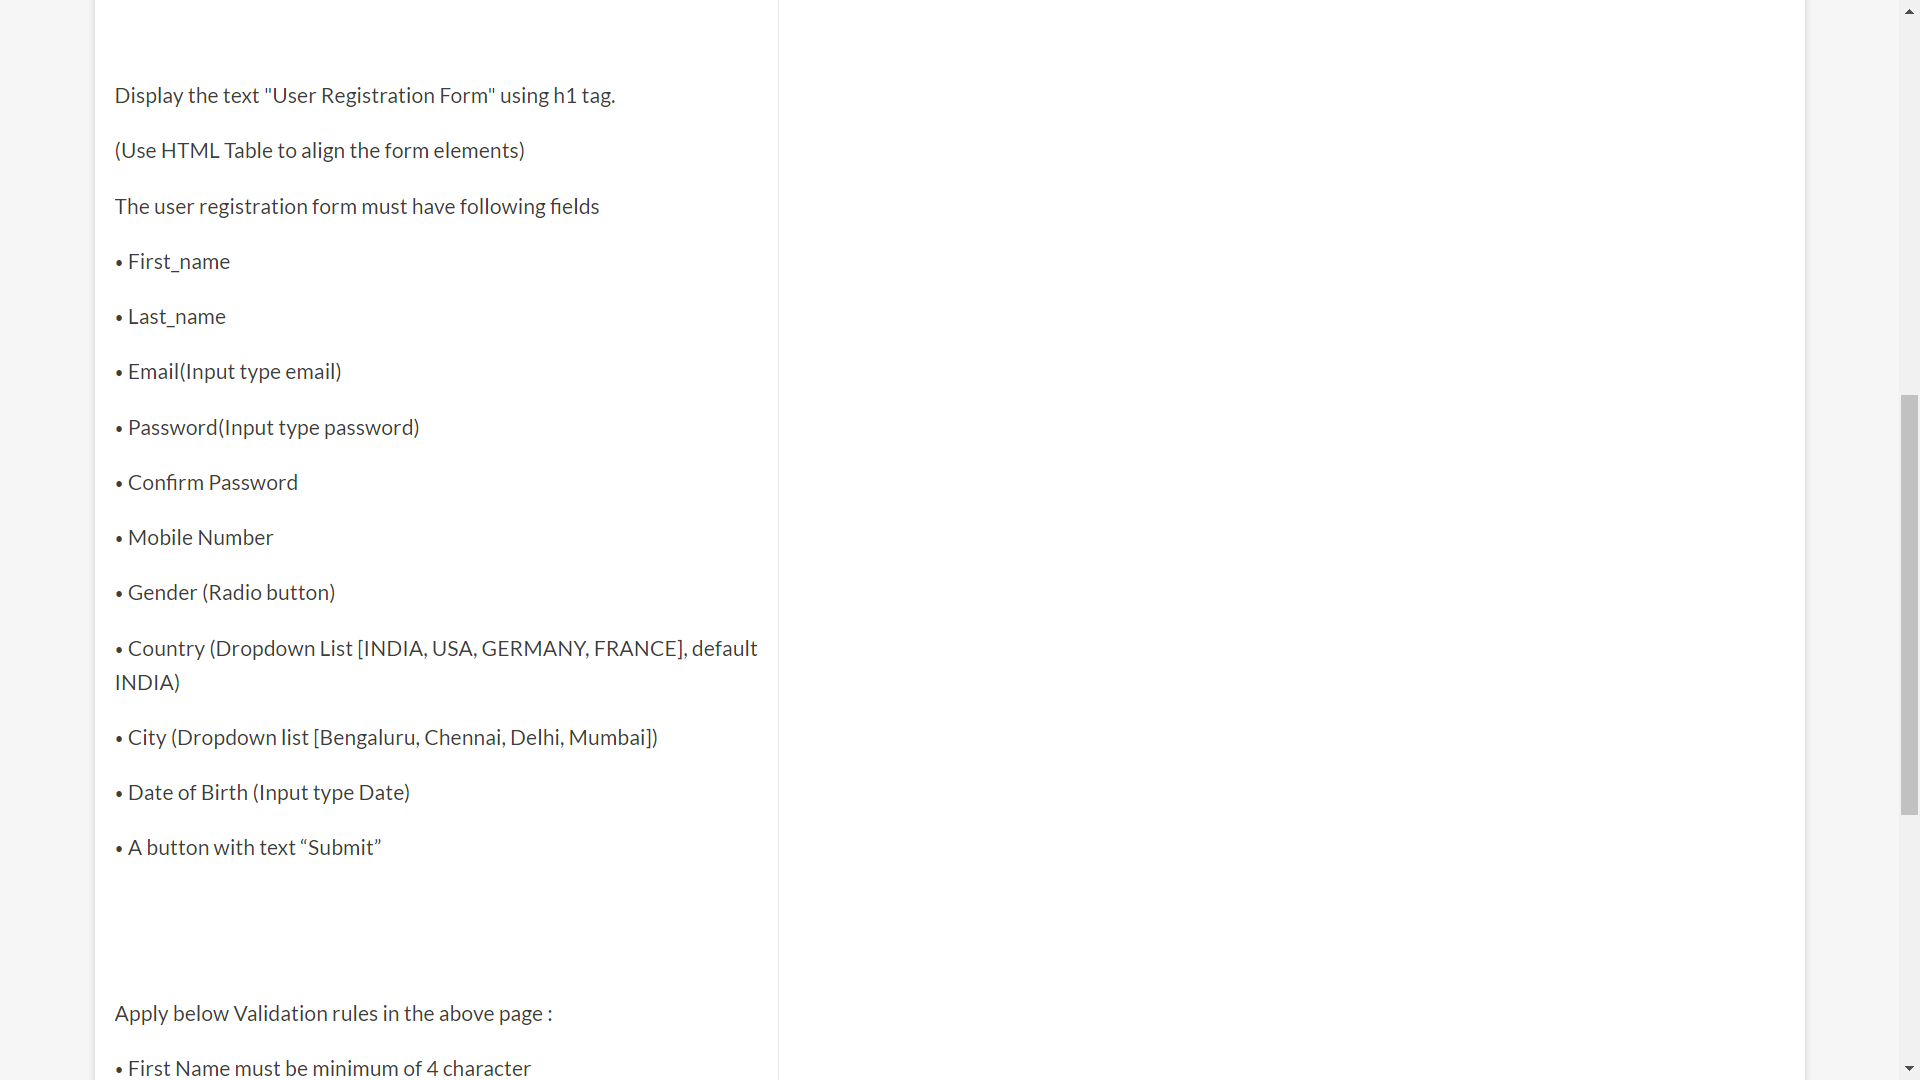 Display the text "User Registration Form" using h1 tag.
(Use HTML Table to align the form elements)
The user registration form must have following fields
• First_name
• Last_name
• Email(Input type email)
• Password(Input type password)
• Confirm Password
• Mobile Number
• Gender (Radio button)
• Country (Dropdown List [INDIA, USA, GERMANY, FRANCE], default
INDIA)
• City (Dropdown list [Bengaluru, Chennai, Delhi, Mumbai])
• Date of Birth (Input type Date)
• A button with text “Submit”
Apply below Validation rules in the above page :
• First Name must be minimum of 4 character